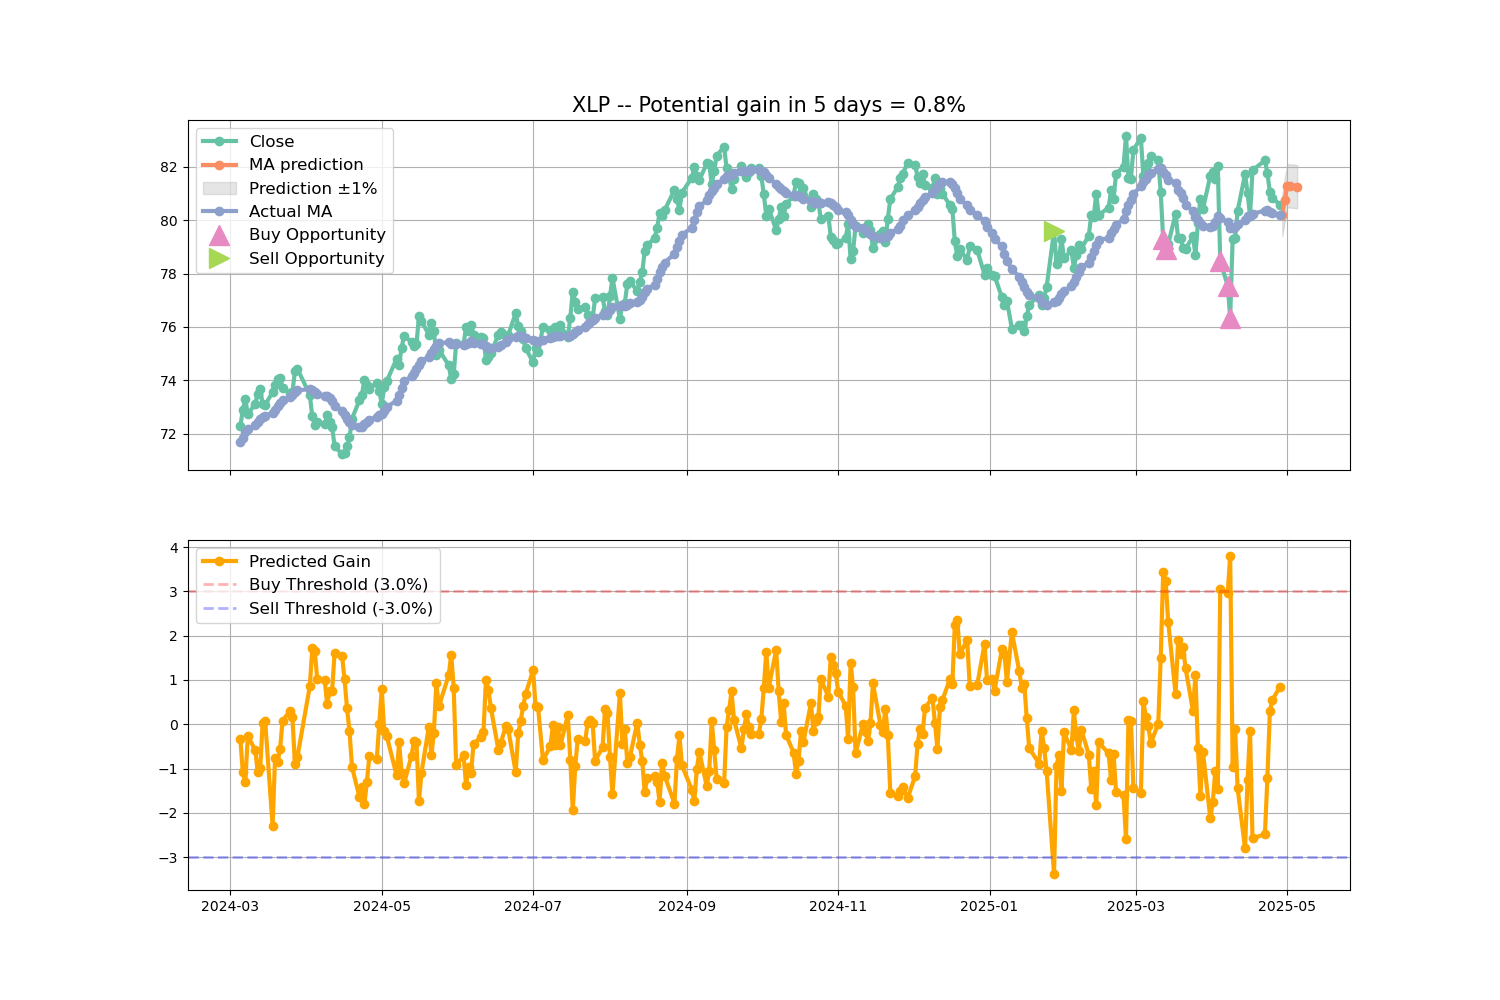 XLP -- Potential gain in 5 days = 0.8%
Close
MA prediction
Prediction ±1%
Actual MA
Buy Opportunity
Sell Opportunity
82
80
78
76
74
72
Predicted Gain
Buy Threshold (3.0%)
Sell Threshold (-3.0%)
4
3
2
1
0
−1
−2
−3
2024-03 2024-05 2024-07 2024-09 2024-11 2025-01 2025-03 2025-05